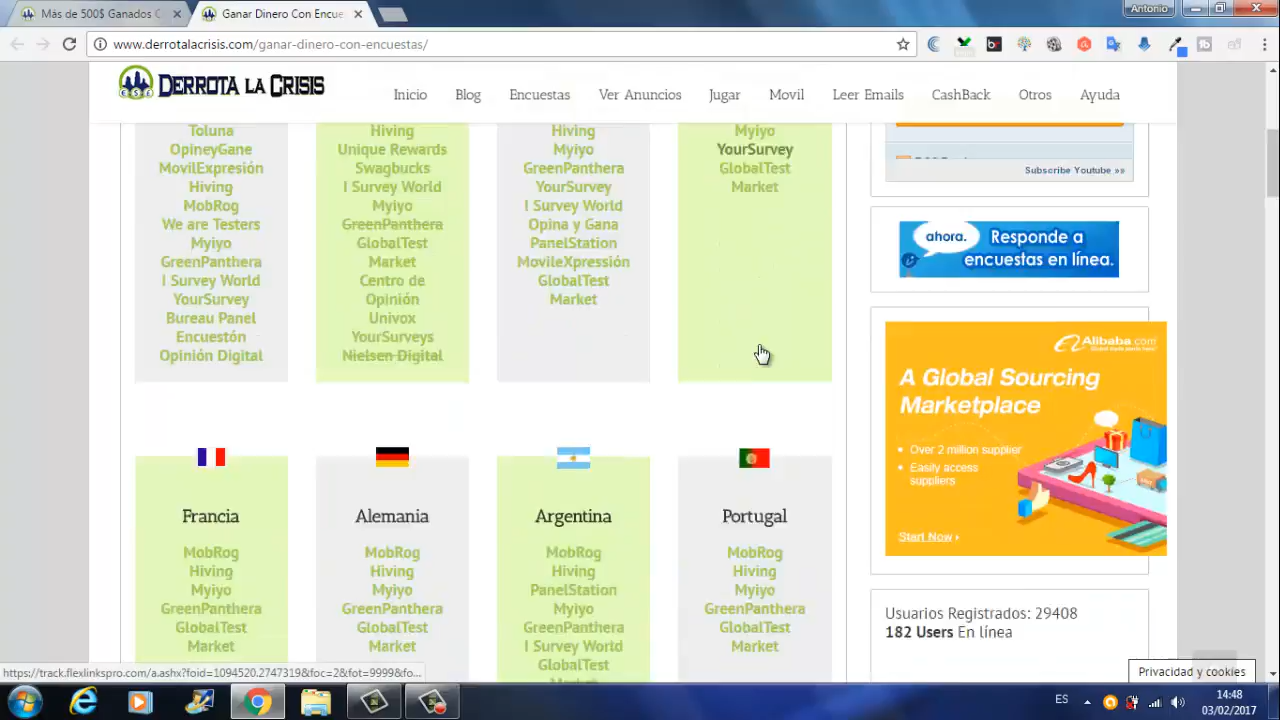 Más de 500$ Ganados C
Ganar Dinero Con Encue
Antonio
www.derrotalacrisis.com/ganar-dinero-con-encuestas/
DERROTA LA CRISIS
Inicio
Blog
Encuestas
Ver Anuncios
Jugar
Movil
Leer Emails
CashBack
Otros
Ayuda
Toluna
OpineyGane
MovilExpresión
Hiving
MobRog
We are Testers
Myiyo
GreenPanthera
I Survey World
YourSurvey
Bureau Panel
Encuestón
Opinión Digital
Hiving
Unique Rewards
Swagbucks
I Survey World
Myiyo
GreenPanthera
GlobalTest
Market
Centro de
Opinión
Univox
YourSurveys
Nielsen Digital
Hiving
Myiyo
GreenPanthera
YourSurvey
I Survey World
Opina y Gana
PanelStation
MovileXpressión
GlobalTest
Market
Myiyo
YourSurvey
GlobalTest
Market
Subscribe Youtube »»
ahora.
Responde a
encuestas en línea.
Alibaba.com
A Global Sourcing
Marketplace
• Over 2 million supplier
• Easily access
suppliers
Start Now ›
Francia
MobRog
Hiving
Myiyo
GreenPanthera
GlobalTest
Market
Alemania
MobRog
Hiving
Myiyo
GreenPanthera
GlobalTest
Market
Argentina
MobRog
Hiving
PanelStation
Myiyo
GreenPanthera
I Survey World
GlobalTest
Portugal
MobRog
Hiving
Myiyo
GreenPanthera
GlobalTest
Market
Usuarios Registrados: 29408
182 Users En línea
Privacidad y cookies
https://track.flexlinkspro.com/a.ashx?foid=1094520.2747319&foc=2&fot=9999&fo...
ES
14:48
03/02/2017